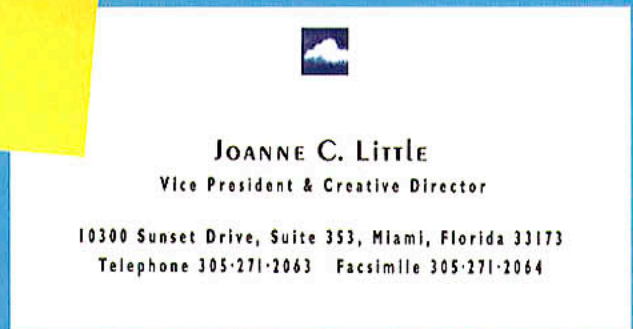 Joanne C. Little
Vice President & Creative Director
10300 Sunset Drive, Suite 353, Miami, Florida 33173
Telephone 305·271·2063 Facsimile 305·271·2064